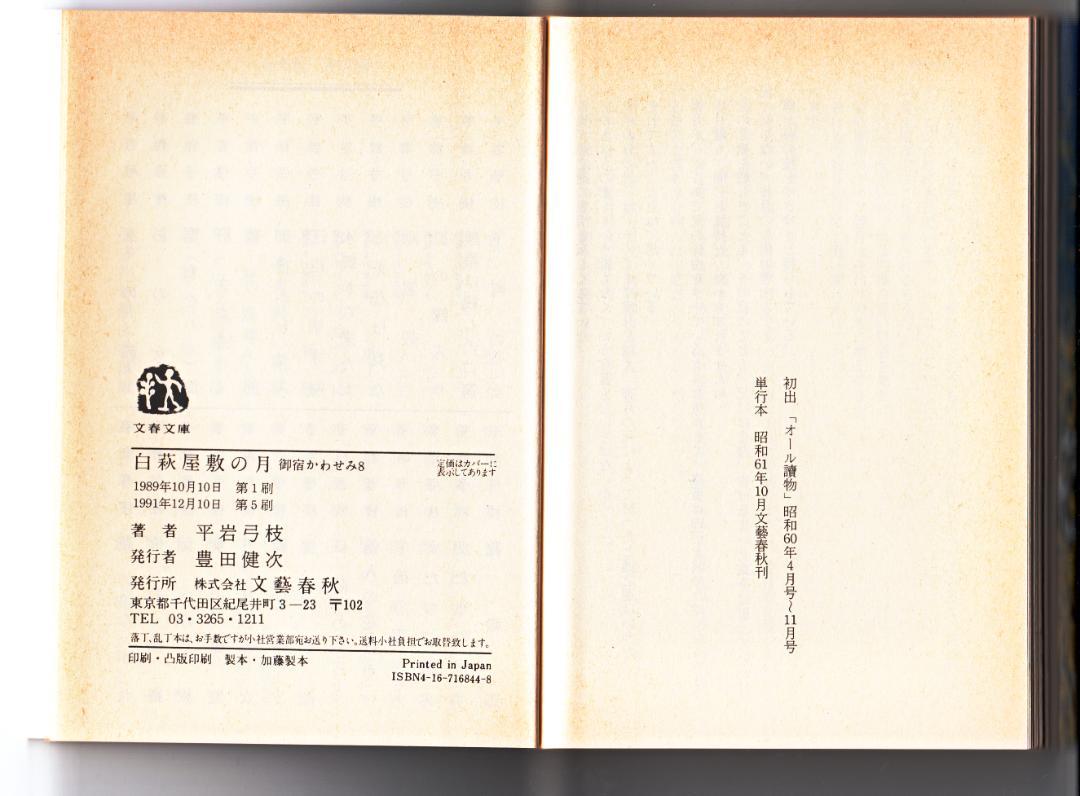 初出　「オール讀物」昭和60年4月号〜11月号
単行本　昭和61年10月文藝春秋刊
文春文庫
白萩屋敷の月 御宿かわせみ8
定価はカバーに
表示してあります
1989年10月10日　第1刷
1991年12月10日　第5刷
著　者　平岩弓枝
発行者　豊田健次
発行所　株式会社 文藝春秋
東京都千代田区紀尾井町3—23　〒102
TEL　03・3265・1211
落丁、乱丁本は、お手数ですが小社営業部宛お送り下さい。送料小社負担でお取替致します。
印刷・凸版印刷　製本・加藤製本
Printed in Japan
ISBN4-16-716844-8